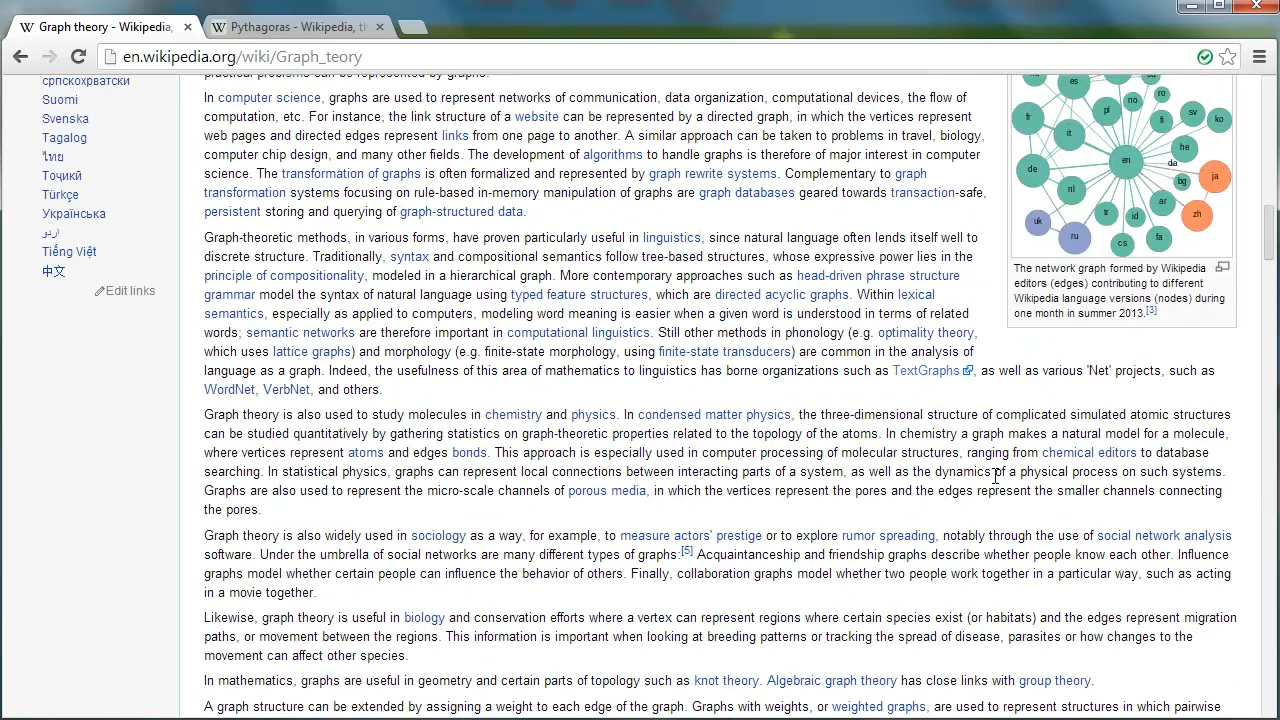 Graph theory - Wikipedia,
Pythagoras - Wikipedia, th
en.wikipedia.org/wiki/Graph_teory
српскохрватски
Suomi
Svenska
Tagalog
ไทย
Тоҷикӣ
Türkçe
Українська
اردو
Tiếng Việt
中文
Edit links
practical problems can be represented by graphs.
In computer science, graphs are used to represent networks of communication, data organization, computational devices, the flow of
computation, etc. For instance, the link structure of a website can be represented by a directed graph, in which the vertices represent
web pages and directed edges represent links from one page to another. A similar approach can be taken to problems in travel, biology,
computer chip design, and many other fields. The development of algorithms to handle graphs is therefore of major interest in computer
science. The transformation of graphs is often formalized and represented by graph rewrite systems. Complementary to graph
transformation systems focusing on rule-based in-memory manipulation of graphs are graph databases geared towards transaction-safe,
persistent storing and querying of graph-structured data.
Graph-theoretic methods, in various forms, have proven particularly useful in linguistics, since natural language often lends itself well to
discrete structure. Traditionally, syntax and compositional semantics follow tree-based structures, whose expressive power lies in the
principle of compositionality, modeled in a hierarchical graph. More contemporary approaches such as head-driven phrase structure
grammar model the syntax of natural language using typed feature structures, which are directed acyclic graphs. Within lexical
semantics, especially as applied to computers, modeling word meaning is easier when a given word is understood in terms of related
words; semantic networks are therefore important in computational linguistics. Still other methods in phonology (e.g. optimality theory,
which uses lattice graphs) and morphology (e.g. finite-state morphology, using finite-state transducers) are common in the analysis of
language as a graph. Indeed, the usefulness of this area of mathematics to linguistics has borne organizations such as TextGraphs, as well as various 'Net' projects, such as
WordNet, VerbNet, and others.
Graph theory is also used to study molecules in chemistry and physics. In condensed matter physics, the three-dimensional structure of complicated simulated atomic structures
can be studied quantitatively by gathering statistics on graph-theoretic properties related to the topology of the atoms. In chemistry a graph makes a natural model for a molecule,
where vertices represent atoms and edges bonds. This approach is especially used in computer processing of molecular structures, ranging from chemical editors to database
searching. In statistical physics, graphs can represent local connections between interacting parts of a system, as well as the dynamics of a physical process on such systems.
Graphs are also used to represent the micro-scale channels of porous media, in which the vertices represent the pores and the edges represent the smaller channels connecting
the pores.
Graph theory is also widely used in sociology as a way, for example, to measure actors' prestige or to explore rumor spreading, notably through the use of social network analysis
software. Under the umbrella of social networks are many different types of graphs:[5] Acquaintanceship and friendship graphs describe whether people know each other. Influence
graphs model whether certain people can influence the behavior of others. Finally, collaboration graphs model whether two people work together in a particular way, such as acting
in a movie together.
Likewise, graph theory is useful in biology and conservation efforts where a vertex can represent regions where certain species exist (or habitats) and the edges represent migration
paths, or movement between the regions. This information is important when looking at breeding patterns or tracking the spread of disease, parasites or how changes to the
movement can affect other species.
In mathematics, graphs are useful in geometry and certain parts of topology such as knot theory. Algebraic graph theory has close links with group theory.
A graph structure can be extended by assigning a weight to each edge of the graph. Graphs with weights, or weighted graphs, are used to represent structures in which pairwise
es
ro
pl
no
fr
it
fi
sv
ko
en
he
da
de
nl
bg
ja
ar
uk
tr
id
zh
ru
cs
fa
The network graph formed by Wikipedia
editors (edges) contributing to different
Wikipedia language versions (nodes) during
one month in summer 2013.[3]